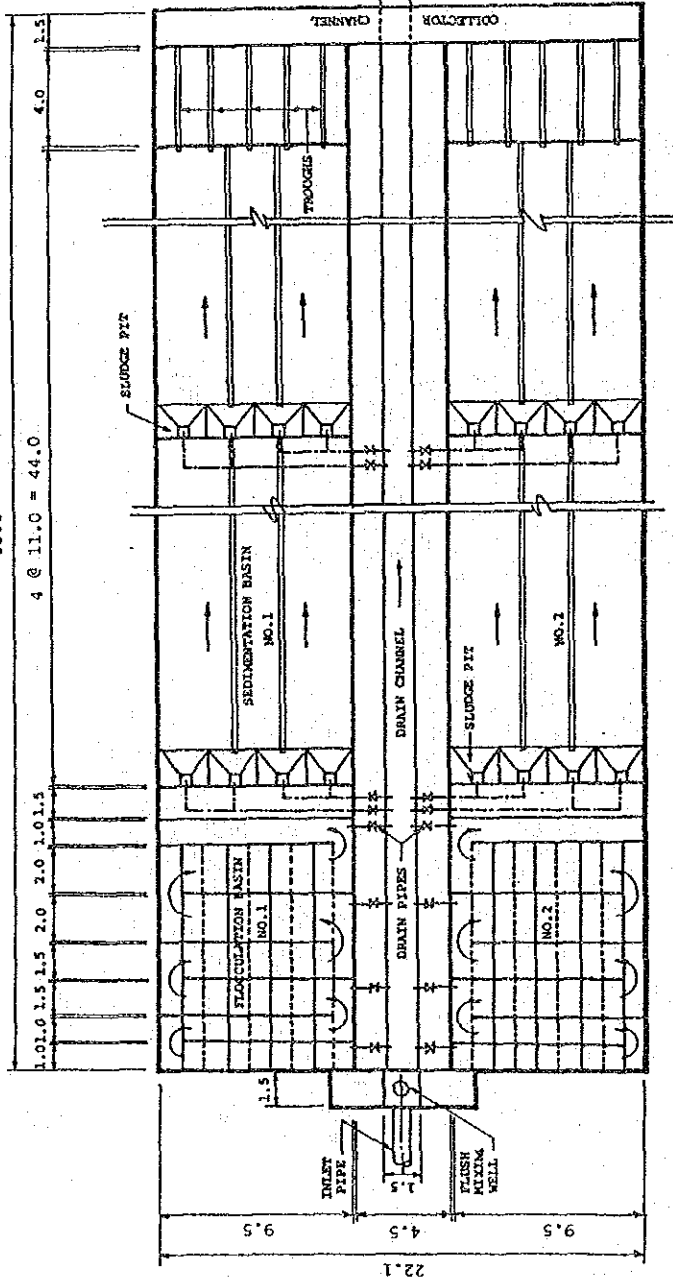 4 @ 11.0 = 44.0
1.0
1.0
1.5
1.5
2.0
2.0
1.0
1.5
4.0
1.5
SLUDGE PIT
SEDIMENTATION BASIN
NO.1
TROUGHS
COLLECTOR
CHANNEL
FLOCCULATION BASIN
NO.1
DRAIN PIPES
DRAIN CHANNEL
SLUDGE PIT
NO.2
NO.2
INLET
PIPE
FLUSH
MIXING
WELL
1.5
1.5
9.5
4.5
9.5
22.1